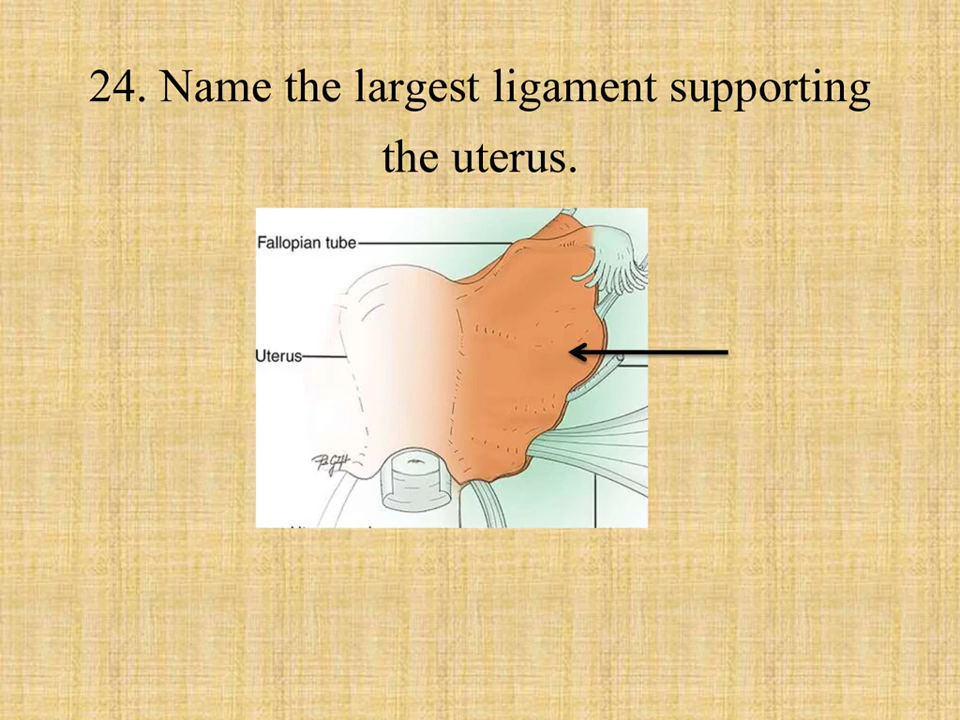 24. Name the largest ligament supporting
the uterus.
Fallopian tube
Uterus